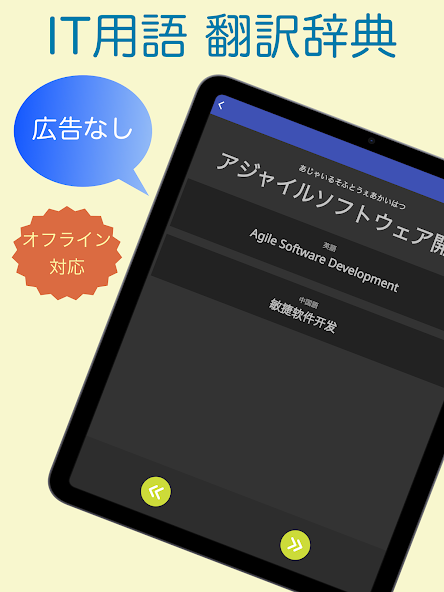 IT用語 翻訳辞典
広告なし
オフライン
対応
あじゃいるそふとうぇあかいはつ
アジャイルソフトウェア開
英語
Agile Software Development
中国語
敏捷软件开发